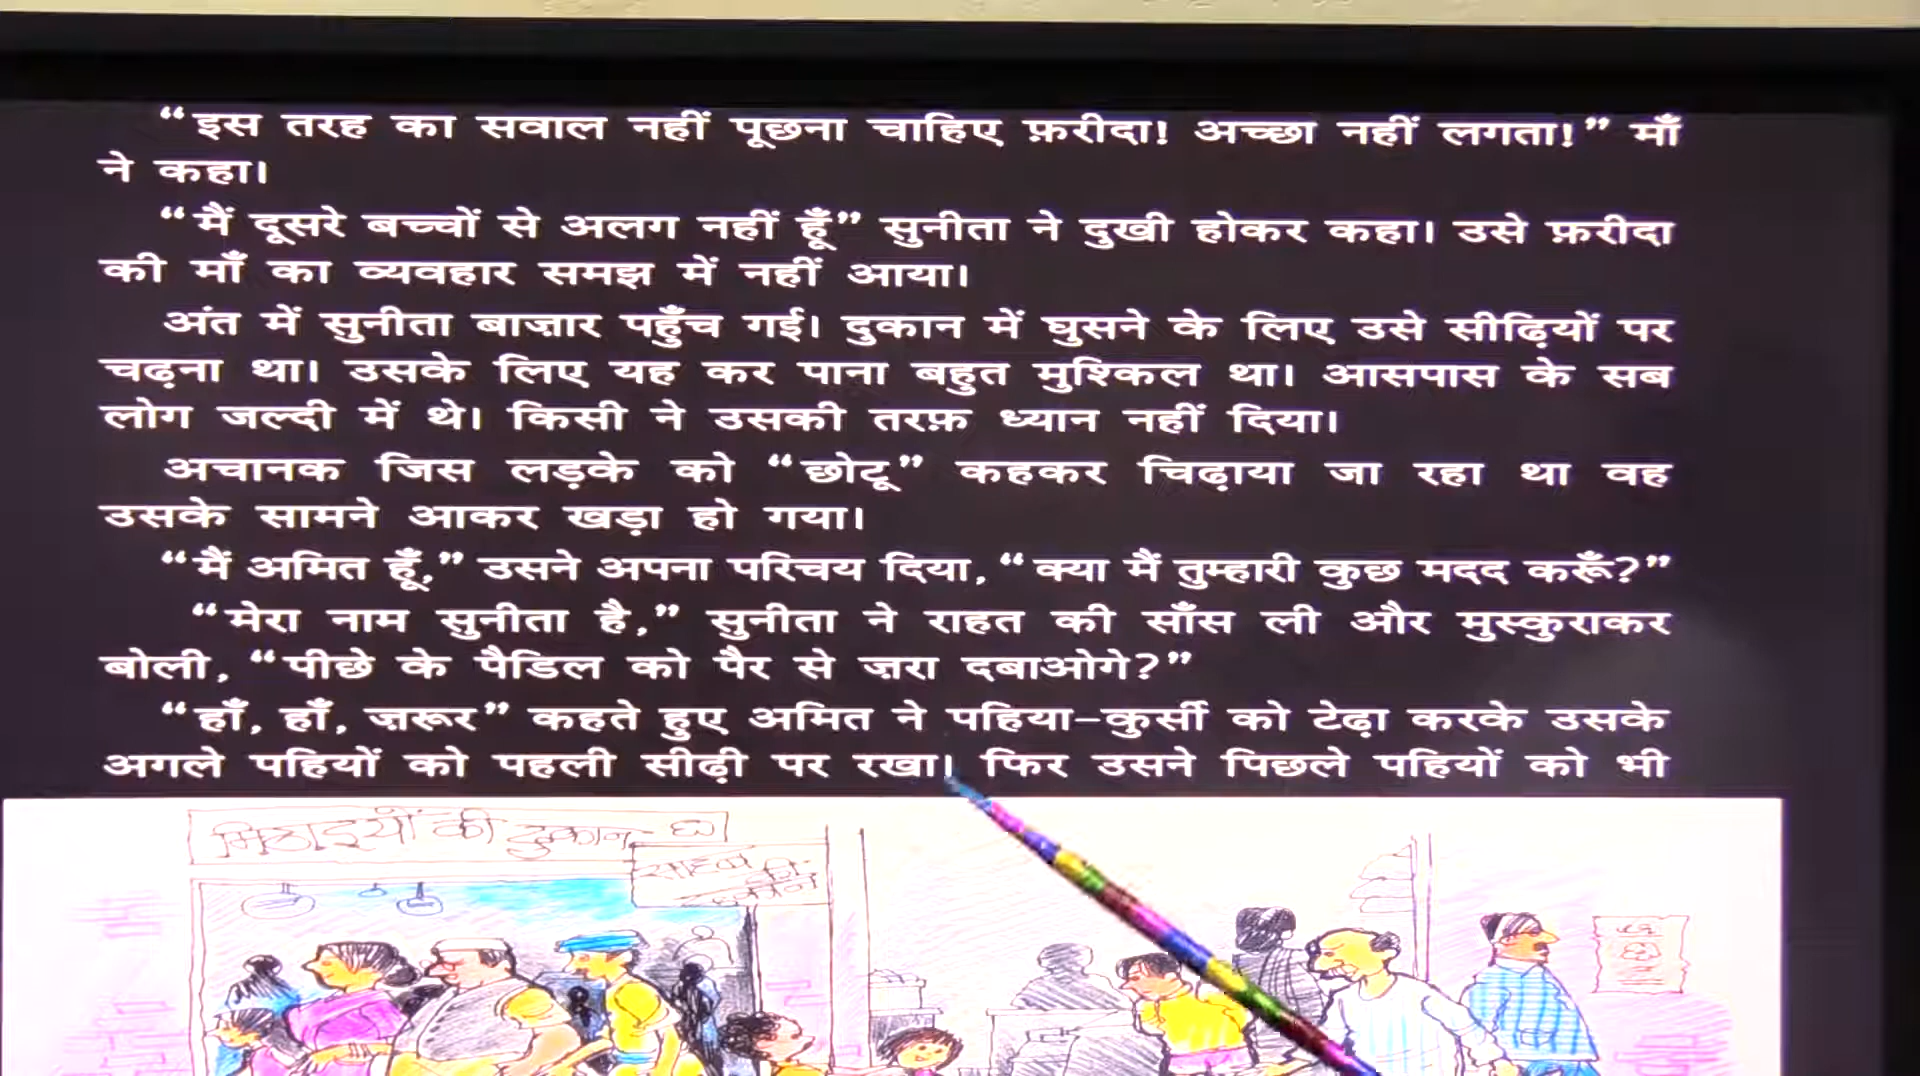 “इस तरह का सवाल नहीं पूछना चाहिए फ़रीदा! अच्छा नहीं लगता!” माँ
ने कहा।
“मैं दूसरे बच्चों से अलग नहीं हूँ” सुनीता ने दुखी होकर कहा। उसे फ़रीदा
की माँ का व्यवहार समझ में नहीं आया।
अंत में सुनीता बाज़ार पहुँच गई। दुकान में घुसने के लिए उसे सीढ़ियों पर
चढ़ना था। उसके लिए यह कर पाना बहुत मुश्किल था। आसपास के सब
लोग जल्दी में थे। किसी ने उसकी तरफ़ ध्यान नहीं दिया।
अचानक जिस लड़के को “छोटू” कहकर चिढ़ाया जा रहा था वह
उसके सामने आकर खड़ा हो गया।
“मैं अमित हूँ,” उसने अपना परिचय दिया, “क्या मैं तुम्हारी कुछ मदद करूँ?”
“मेरा नाम सुनीता है,” सुनीता ने राहत की साँस ली और मुस्कुराकर
बोली, “पीछे के पैडिल को पैर से ज़रा दबाओगे?”
“हाँ, हाँ, ज़रूर” कहते हुए अमित ने पहिया-कुर्सी को टेढ़ा करके उसके
अगले पहियों को पहली सीढ़ी पर रखा। फिर उसने पिछले पहियों को भी
मिठाइयों की दुकान